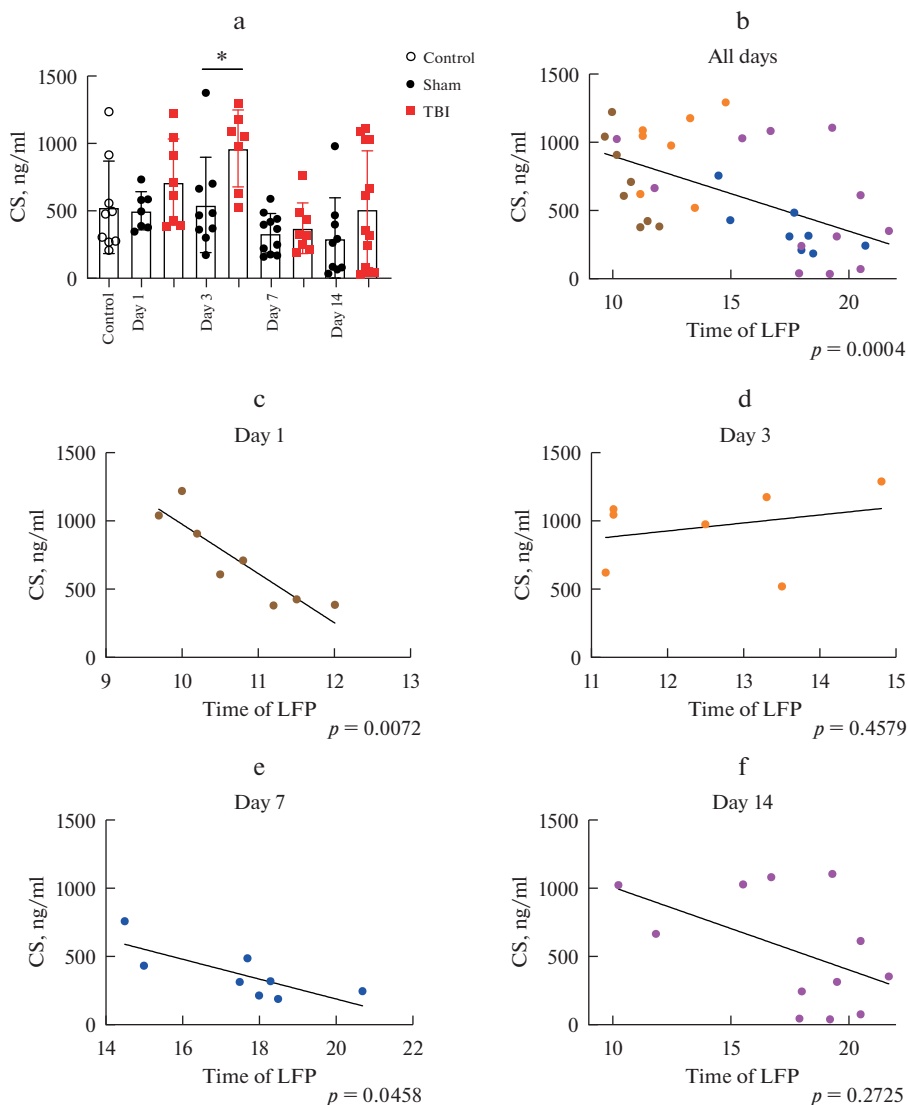 a
CS, ng/ml
1500
1000
500
0
*
Control
Sham
TBI
Control
Day 1
Day 3
Day 7
Day 14
b
All days
CS, ng/ml
1500
1000
500
0
10 15 20
Time of LFP
p = 0.0004
c
Day 1
CS, ng/ml
1500
1000
500
0
9 10 11 12 13
Time of LFP
p = 0.0072
d
Day 3
CS, ng/ml
1500
1000
500
0
11 12 13 14 15
Time of LFP
p = 0.4579
e
Day 7
CS, ng/ml
1500
1000
500
0
14 16 18 20 22
Time of LFP
p = 0.0458
f
Day 14
CS, ng/ml
1500
1000
500
0
10 15 20
Time of LFP
p = 0.2725